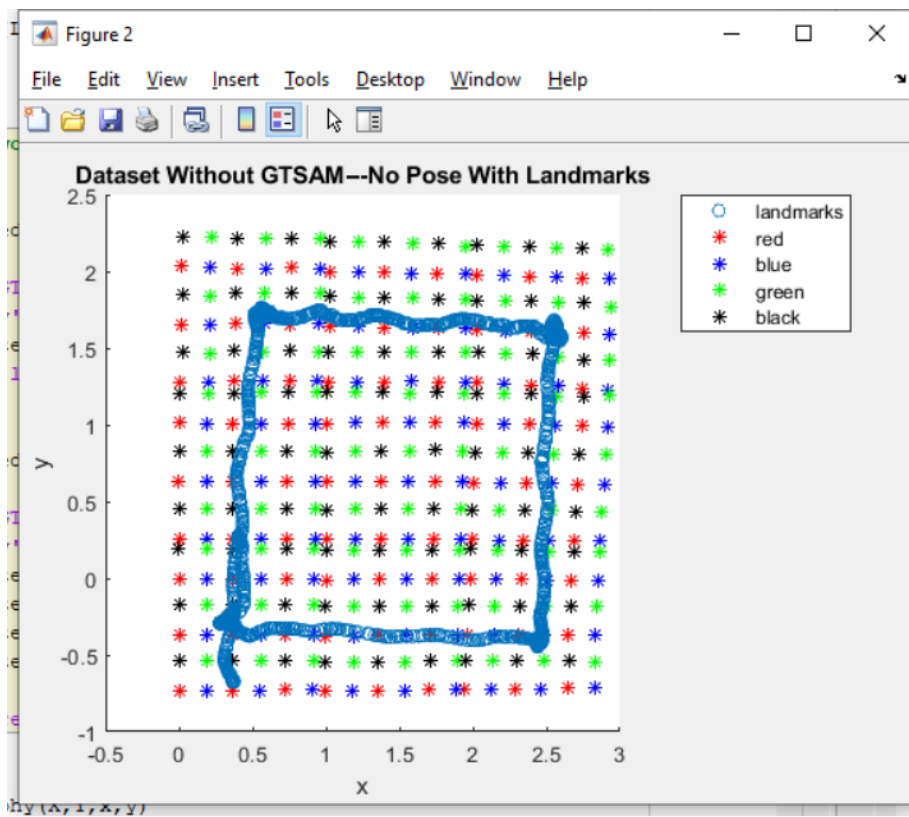 Figure 2
File Edit View Insert Tools Desktop Window Help
Dataset Without GTSAM---No Pose With Landmarks
landmarks
red
blue
green
black
2.5
2
1.5
1
0.5
0
-0.5
-1
y
-0.5 0 0.5 1 1.5 2 2.5 3
x